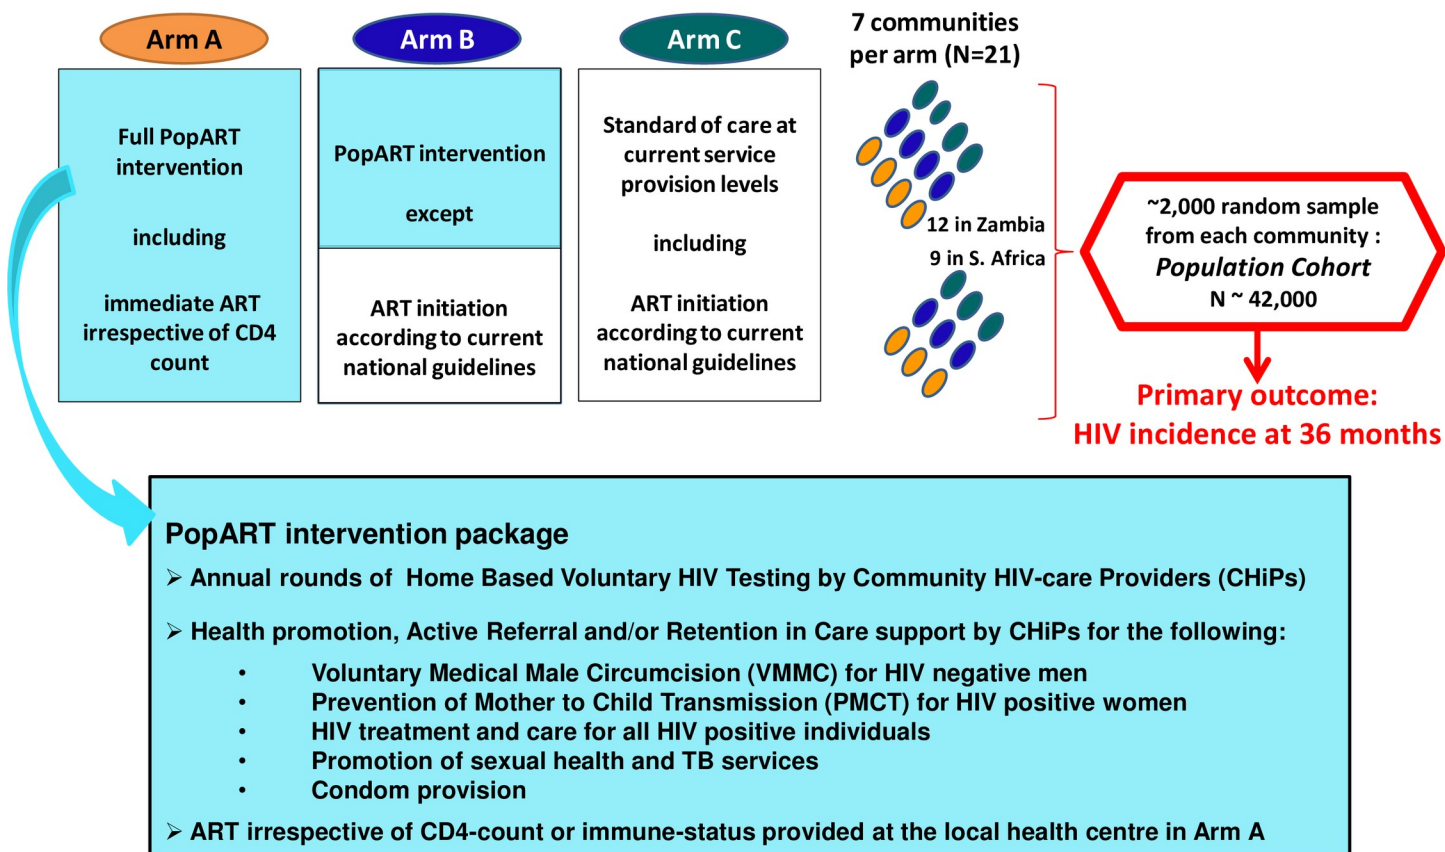 Arm A
Full PopART
intervention
including
immediate ART
irrespective of CD4
count
Arm B
PopART intervention
except
ART initiation
according to current
national guidelines
Arm C
Standard of care at
current service
provision levels
including
ART initiation
according to current
national guidelines
7 communities
per arm (N=21)
12 in Zambia
9 in S. Africa
~2,000 random sample
from each community :
Population Cohort
N ~ 42,000
Primary outcome:
HIV incidence at 36 months
PopART intervention package
➢ Annual rounds of  Home Based Voluntary HIV Testing by Community HIV-care Providers (CHiPs)
➢ Health promotion, Active Referral and/or Retention in Care support by CHiPs for the following:
• Voluntary Medical Male Circumcision (VMMC) for HIV negative men
• Prevention of Mother to Child Transmission (PMCT) for HIV positive women
• HIV treatment and care for all HIV positive individuals
• Promotion of sexual health and TB services
• Condom provision
➢ ART irrespective of CD4-count or immune-status provided at the local health centre in Arm A